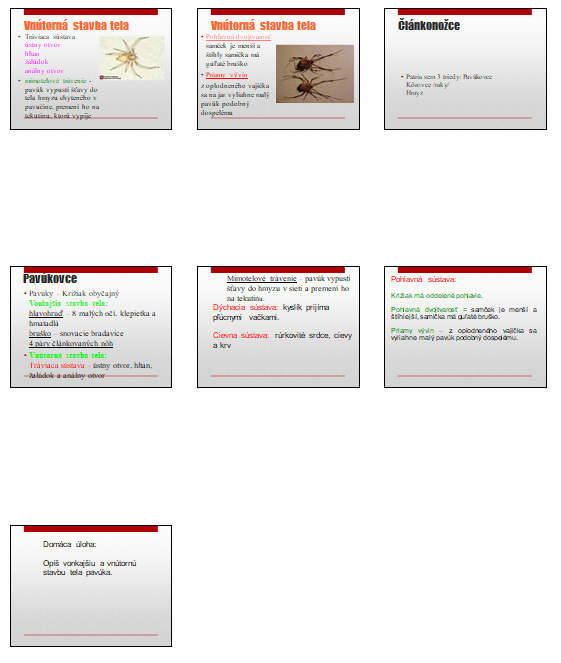 Vnútorná stavba tela
• Tráviaca sústava
ústny otvor
hltan
žalúdok
análny otvor
• mimotelové trávenie -
pavúk vypustí šťavy do
tela hmyzu chyteného v
pavučine, premení ho na
tekutinu, ktorú vypije
Vnútorná stavba tela
• Pohlavná dvojtvarosť
samček je menší a
štíhly samička má
guľaté bruško
• Priamy vývin
z oplodneného vajíčka
sa na jar vyliahne malý
pavúk podobný
dospelému
Článkonožce
• Patria sem 3 triedy: Pavúkovce
Kôrovce /raky/
Hmyz
Pavúkovce
• Pavúky – Križiak obyčajný
Vonkajšia stavba tela:
hlavohruď – 8 malých očí, klepietka a
hmatadlá
bruško – snovacie bradavice
4 páry článkovaných nôh
• Vnútorná stavba tela:
Tráviaca sústava – ústny otvor, hltan,
žalúdok a análny otvor
Mimotelové trávenie – pavúk vypustí
šťavy do hmyzu v sieti a premení ho
na tekutinu.
Dýchacia sústava: kyslík prijíma
pľúcnymi vačkami.
Cievna sústava: rúrkovité srdce, cievy
a krv
Pohlavná sústava:
Križiak má oddelené pohlavie.
Pohlavná dvojtvarosť = samček je menší a
štíhlejší, samička má guľaté bruško.
Priamy vývin – z oplodneného vajíčka sa
vyliahne malý pavúk podobný dospelému.
Domáca úloha:
Opíš vonkajšiu a vnútornú
stavbu tela pavúka.